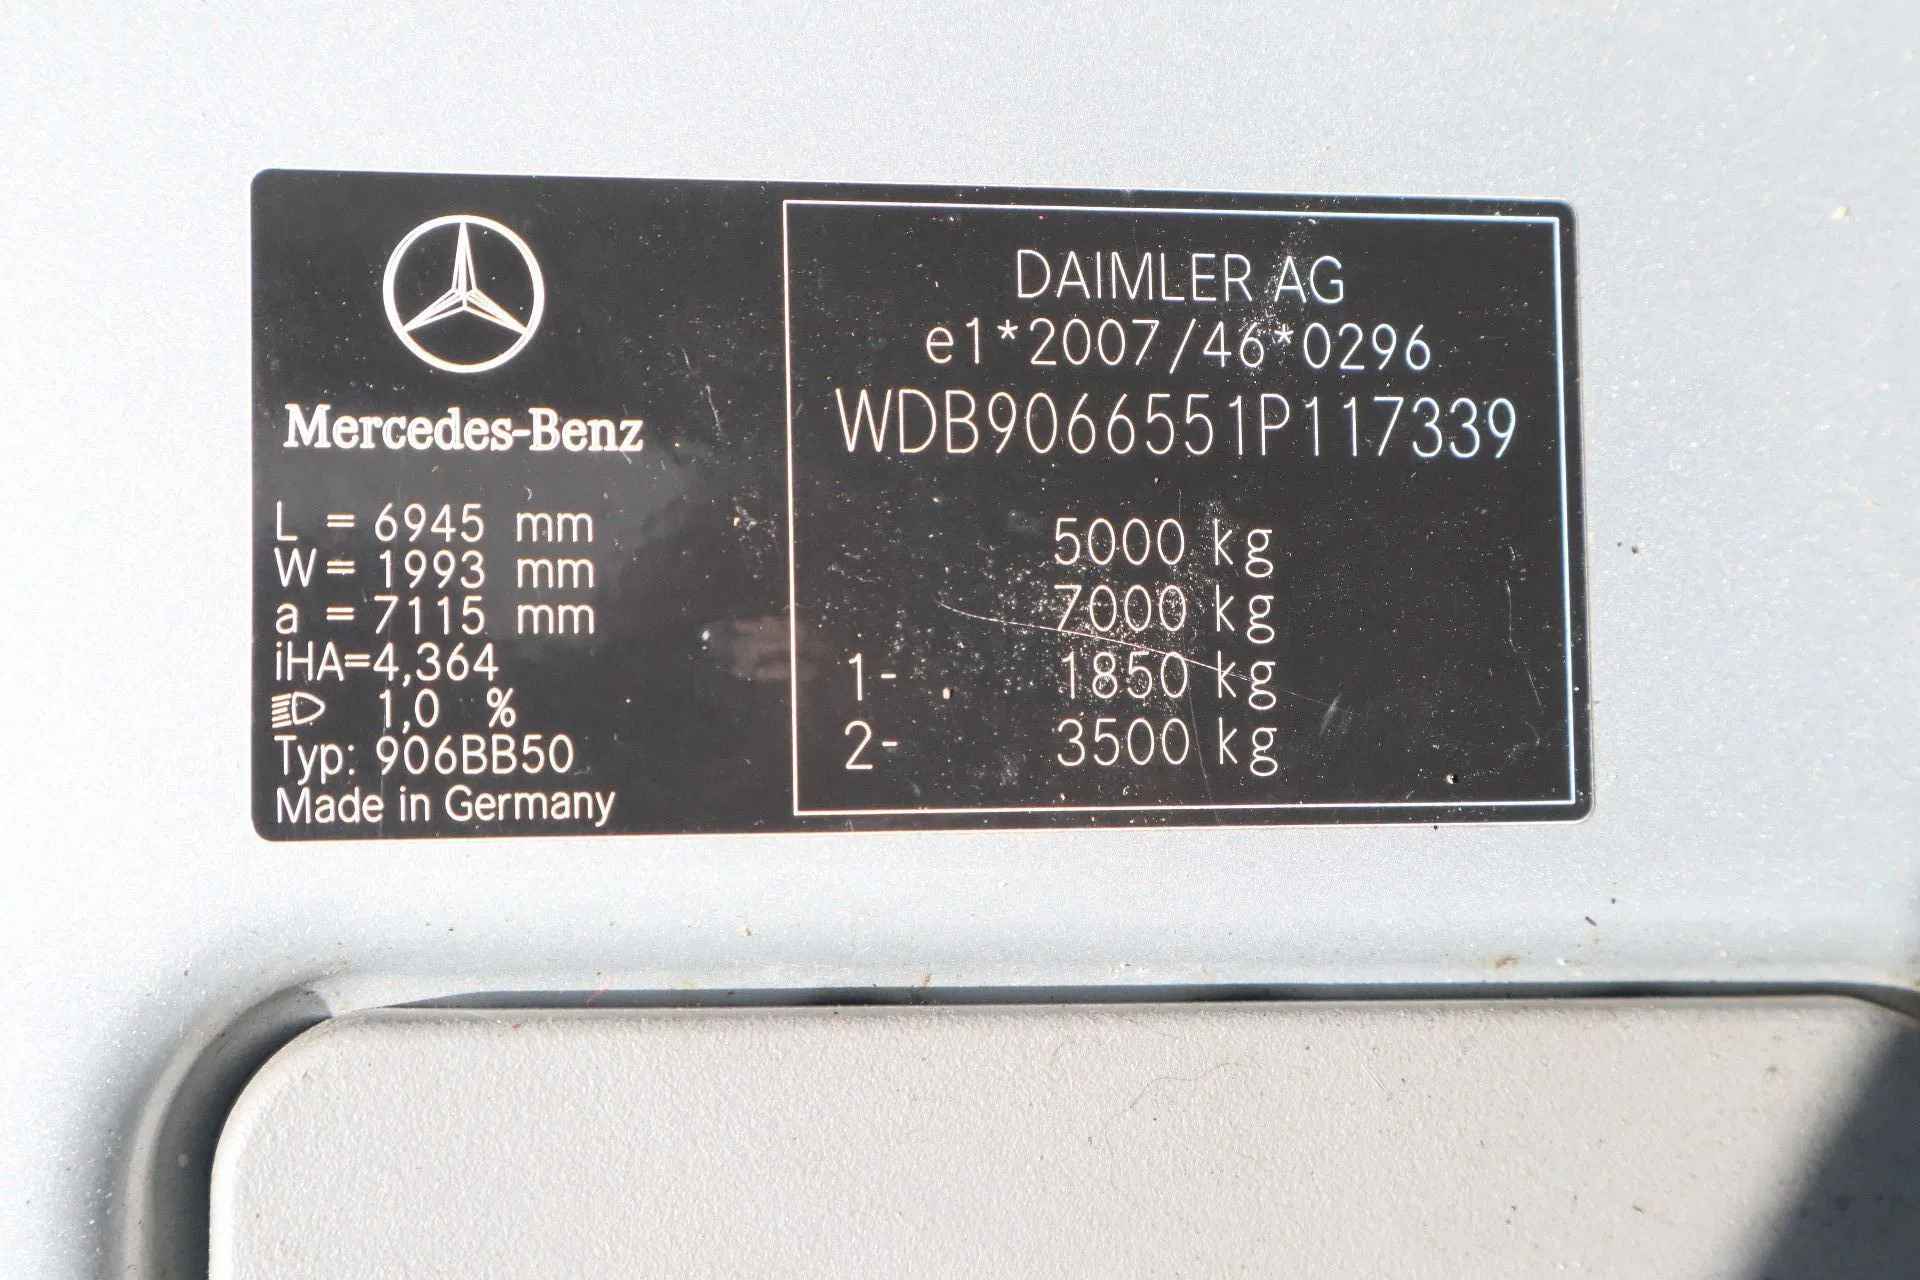 Mercedes-Benz
L = 6945 mm
W = 1993 mm
a = 7115 mm
iHA=4,364
1,0 %
Typ: 906BB50
Made in Germany
DAIMLER AG
e1*2007/46*0296
WDB9066551P117339
5000 kg
7000 kg
1- 1850 kg
2- 3500 kg